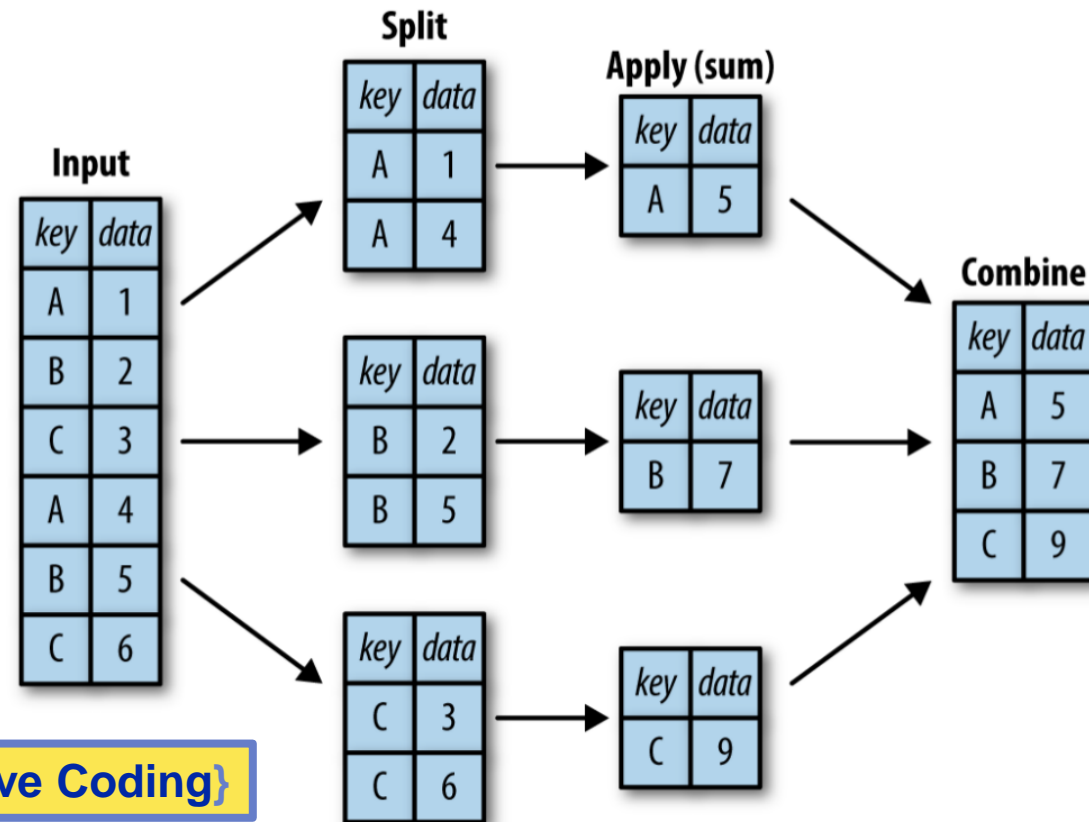 Split
key data
A 1
A 4
Apply (sum)
key data
A 5
Input
key data
A 1
B 2
C 3
A 4
B 5
C 6
key data
B 2
B 5
key data
B 7
Combine
key data
A 5
B 7
C 9
key data
C 3
C 6
key data
C 9
ve Coding}